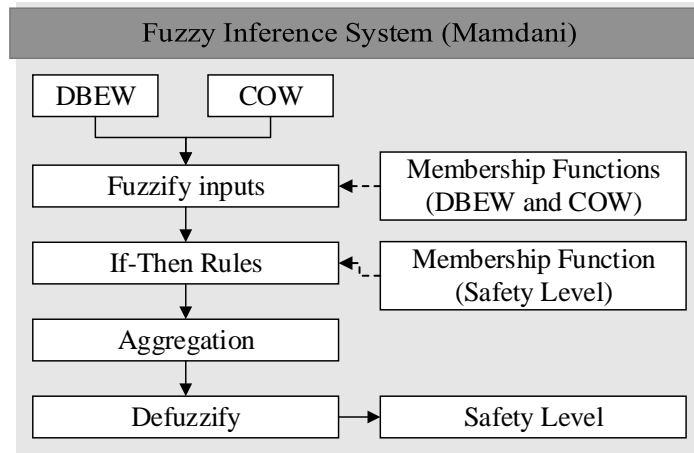 Fuzzy Inference System (Mamdani)
DBEW
COW
Fuzzify inputs
Membership Functions
(DBEW and COW)
If-Then Rules
Membership Function
(Safety Level)
Aggregation
Defuzzify
Safety Level